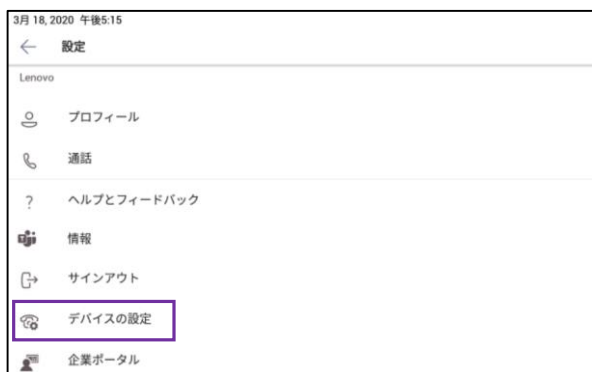 3月 18, 2020 午後5:15
設定
Lenovo
プロフィール
通話
ヘルプとフィードバック
情報
サインアウト
デバイスの設定
企業ポータル